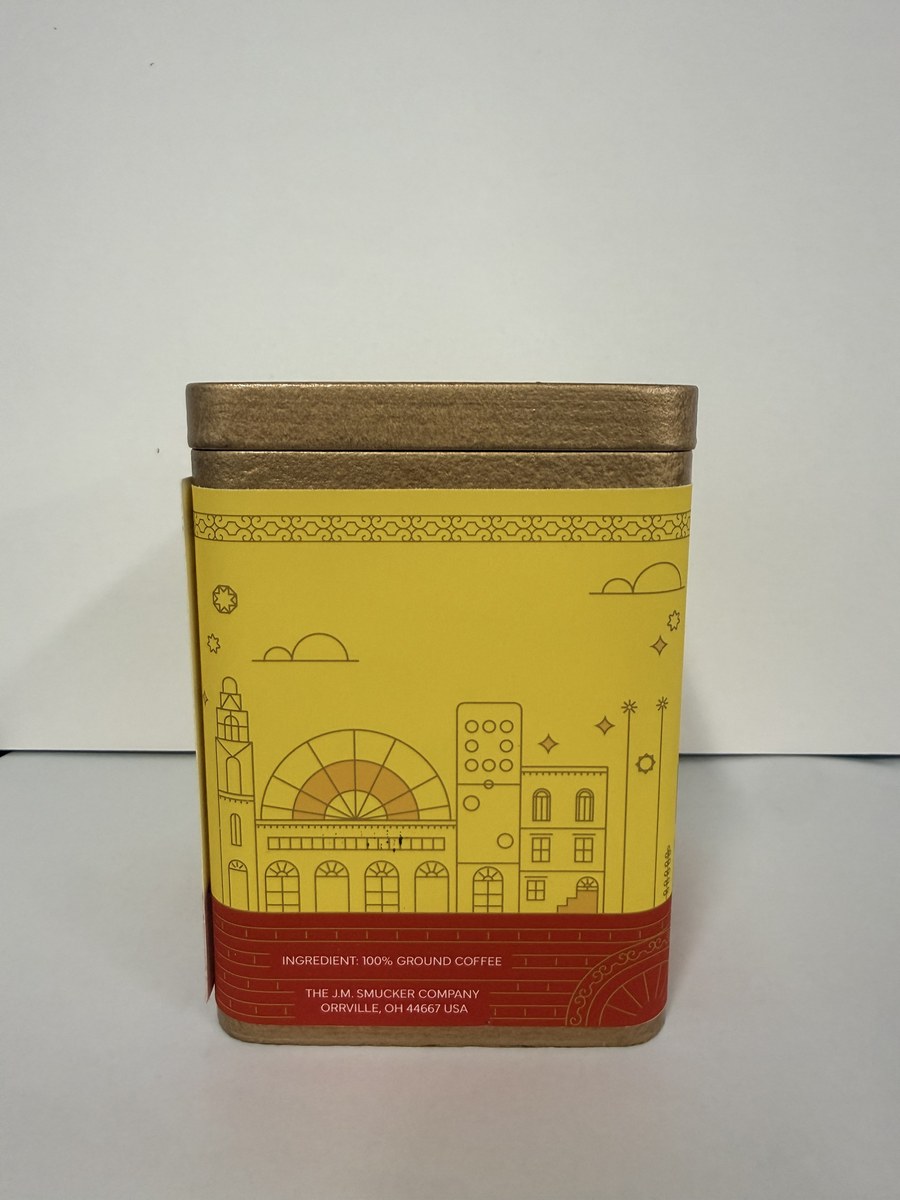 INGREDIENT: 100% GROUND COFFEE
THE J.M. SMUCKER COMPANY
ORRVILLE, OH 44667 USA